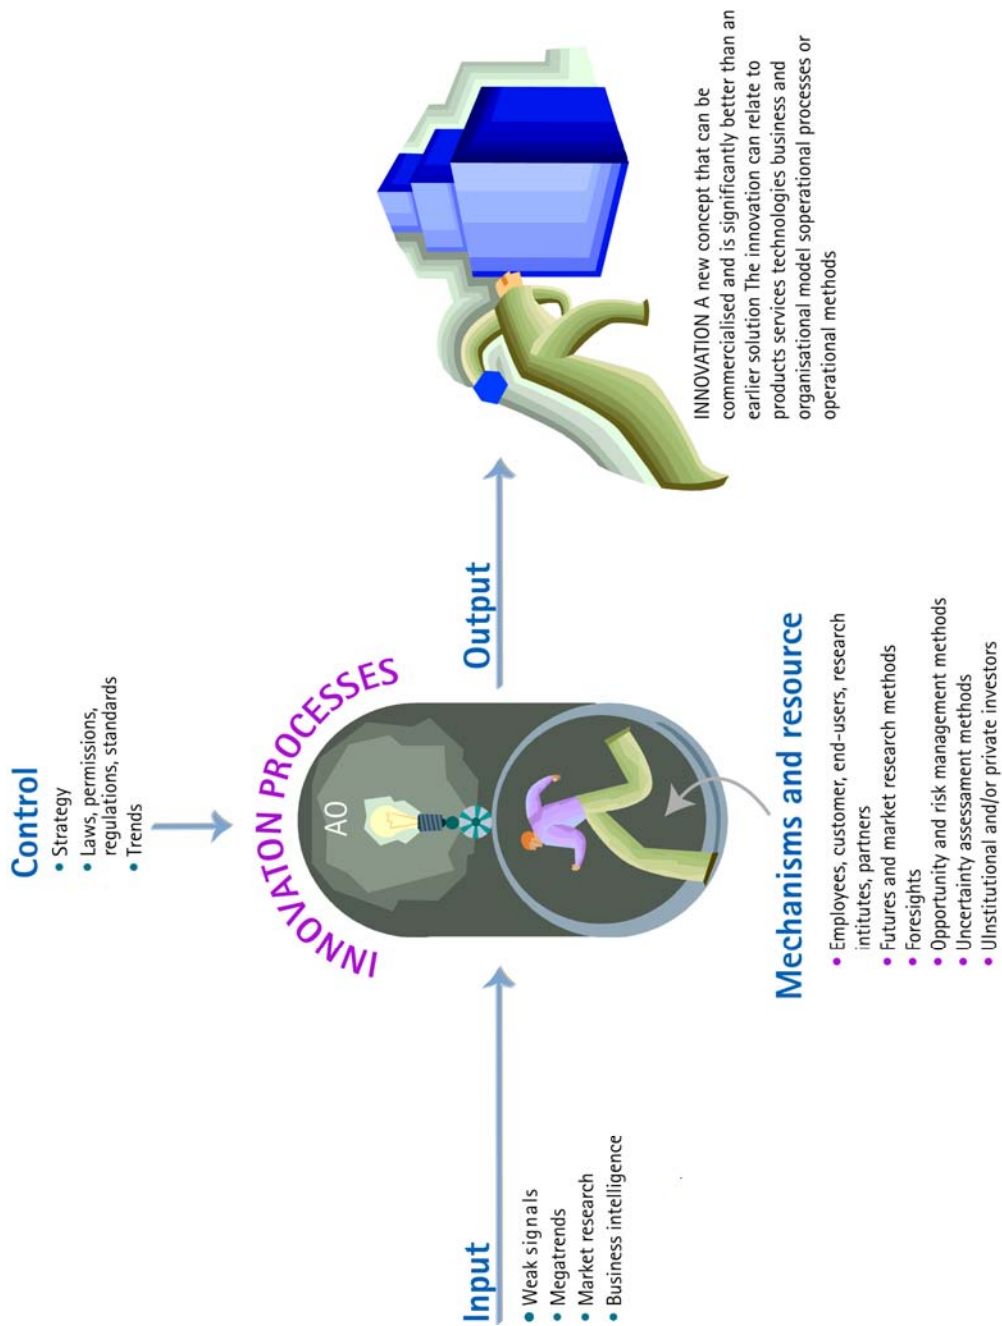 Control
• Strategy
• Laws, permissions,
regulations, standards
• Trends
INNOVATON PROCESSES
AO
Input
• Weak signals
• Megatrends
• Market research
• Business intelligence
Output
INNOVATION A new concept that can be
commercialised and is significantly better than an
earlier solution The innovation can relate to
products services technologies business and
organisational model soperational processes or
operational methods
Mechanisms and resource
• Employees, customer, end-users, research
intitutes, partners
• Futures and market research methods
• Foresights
• Opportunity and risk management methods
• Uncertainty assessment methods
• UInstitutional and/or private investors